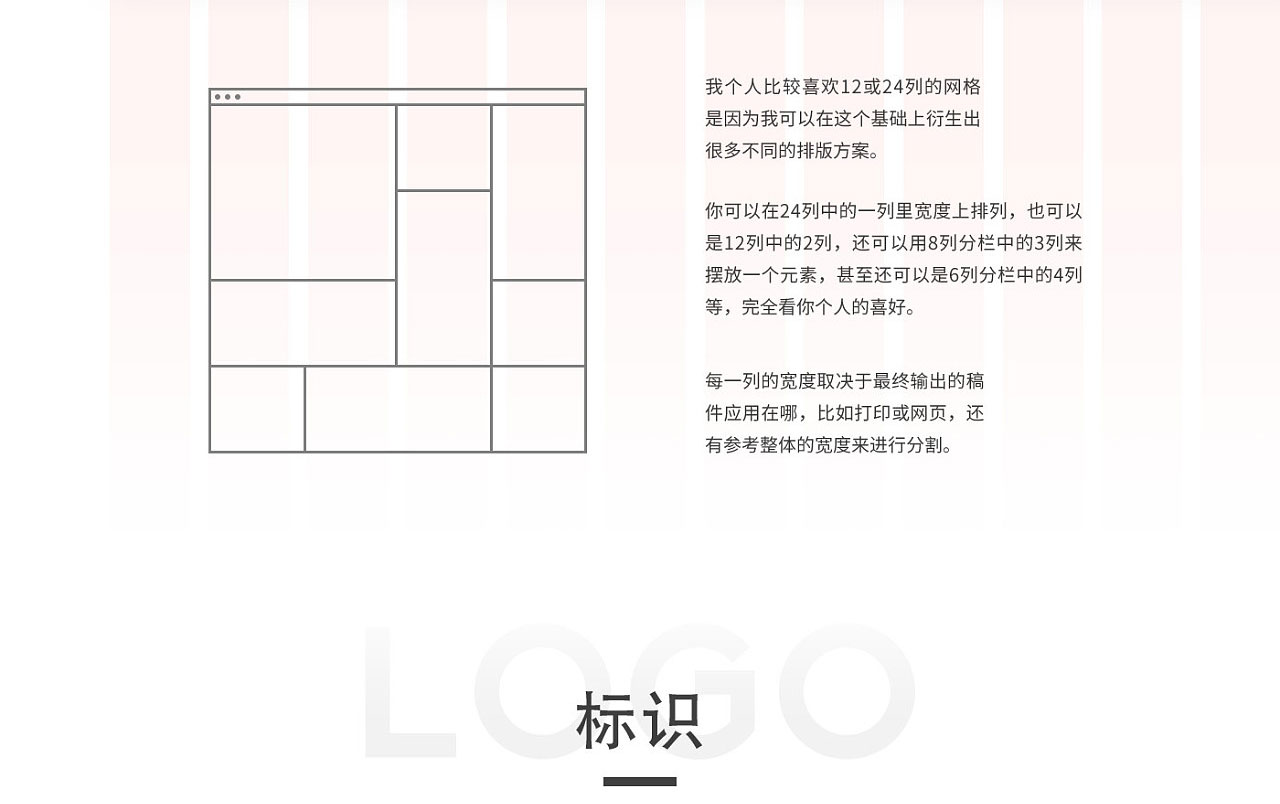 我个人比较喜欢12或24列的网格
是因为我可以在这个基础上衍生出
很多不同的排版方案。
你可以在24列中的一列里宽度上排列，也可以
是12列中的2列，还可以用8列分栏中的3列来
摆放一个元素，甚至还可以是6列分栏中的4列
等，完全看你个人的喜好。
每一列的宽度取决于最终输出的稿
件应用在哪，比如打印或网页，还
有参考整体的宽度来进行分割。
LOGO
标识